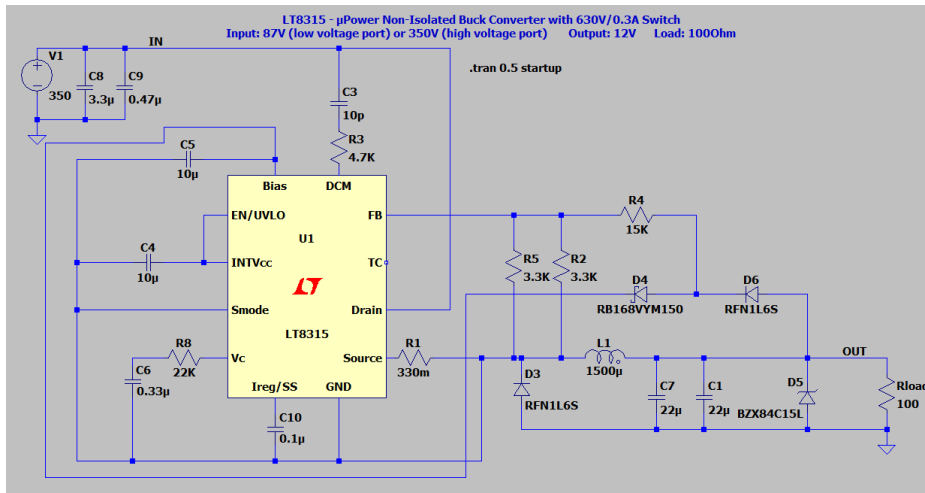 LT8315 - µPower Non-Isolated Buck Converter with 630V/0.3A Switch
Input: 87V (low voltage port) or 350V (high voltage port) Output: 12V Load: 100Ohm
IN
V1
350
C8
3.3µ
C9
0.47µ
.tran 0.5 startup
C3
10p
R3
4.7K
C5
10µ
Bias
DCM
EN/UVLO
FB
U1
C4
10µ
INTVcc
TC
Smode
Drain
LT8315
Vc
Source
Ireg/SS
GND
R8
22K
C6
0.33µ
C10
0.1µ
R1
330m
R4
15K
R5
3.3K
R2
3.3K
D4
RB168VYM150
D6
RFN1L6S
L1
1500µ
OUT
D3
RFN1L6S
C7
22µ
C1
22µ
D5
BZX84C15L
Rload
100